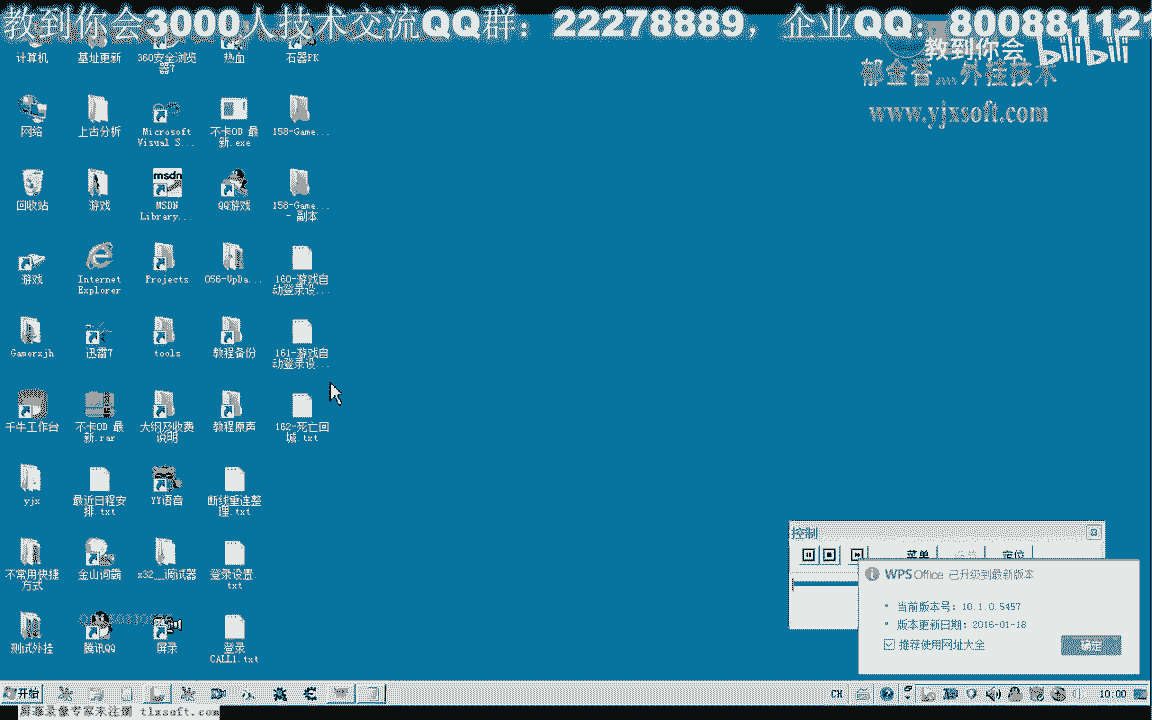 教到你会3000人技术交流QQ群：22278889，企业QQ：800881121
教到你会 bilibili
郁金香灬外挂技术
www.yjxsoft.com
计算机
基址更新
360安全浏览
器7
热血
石器PK
网络
上古分析
Microsoft
Visual S...
不卡OD 最
新.exe
158-Game...
回收站
游戏
MSDN
Library...
QQ游戏
158-Game...
- 副本
游戏
Internet
Explorer
Projects
056-UpDa...
160-游戏自
动登录设...
Gamerxjh
迅雷7
tools
教程备份
161-游戏自
动登录设...
千牛工作台
不卡OD 最
新.rar
大纲及收费
说明
教程原声
162-死亡回
城.txt
yjx
最近日程安
排.txt
YY语音
断线重连整
理.txt
不常用快捷
方式
金山词霸
x32__调试器
登录设置.
txt
测试外挂
腾讯QQ
屏录
登录
CALL1.txt
控制
菜单
定位
WPS Office 已升级到最新版本
当前版本号：10.1.0.5457
版本更新日期：2016-01-18
推荐使用网址大全
确定
开始
CH
10:00
屏幕录像专家未注册 tlxsoft.com